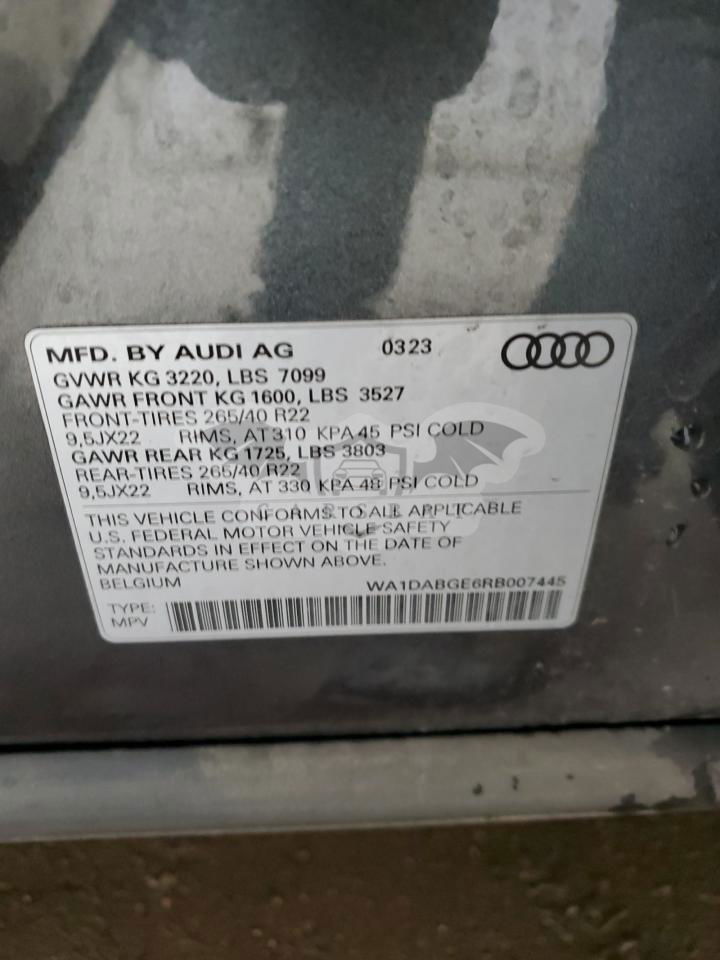 MFD. BY AUDI AG 0323
GVWR KG 3220, LBS 7099
GAWR FRONT KG 1600, LBS 3527
FRONT-TIRES 265/40 R22
9,5JX22 RIMS, AT 310 KPA 45 PSI COLD
GAWR REAR KG 1725, LBS 3803
REAR-TIRES 265/40 R22
9,5JX22 RIMS, AT 330 KPA 48 PSI COLD
THIS VEHICLE CONFORMS TO ALL APPLICABLE
U.S. FEDERAL MOTOR VEHICLE SAFETY
STANDARDS IN EFFECT ON THE DATE OF
MANUFACTURE SHOWN ABOVE.
BELGIUM WA1DABGE6RB007445
TYPE:
MPV